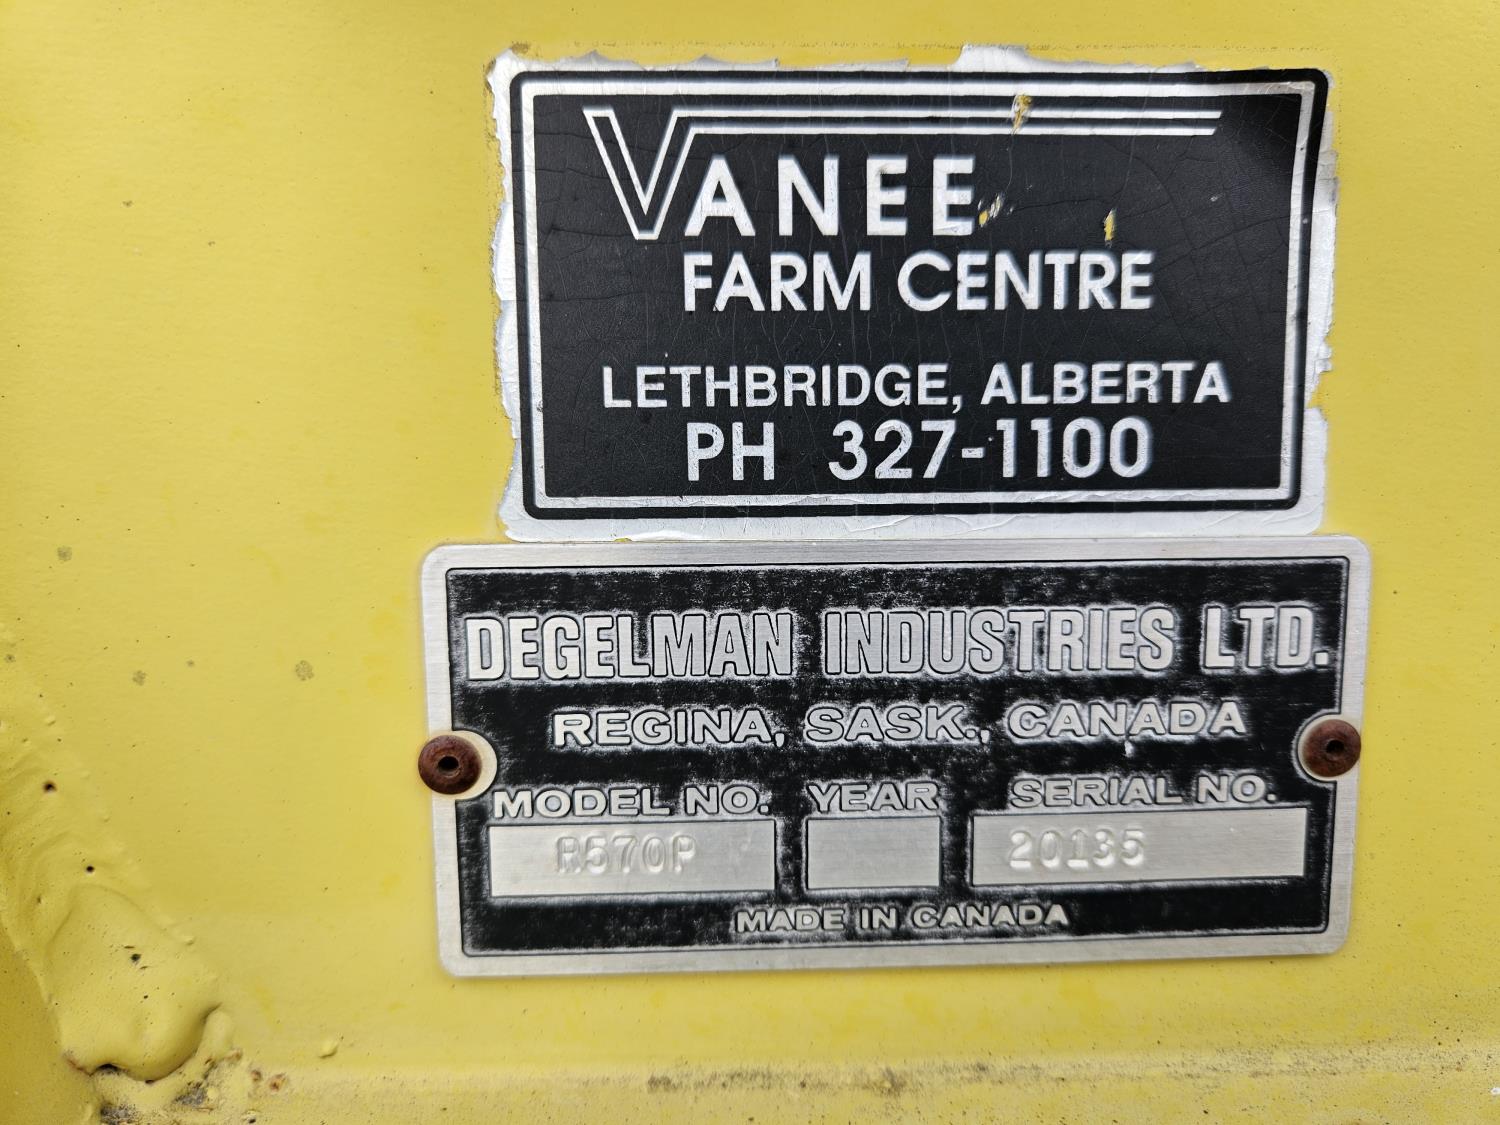 VANEE
FARM CENTRE
LETHBRIDGE, ALBERTA
PH 327-1100
DEGELMAN INDUSTRIES LTD.
REGINA, SASK., CANADA
MODEL NO. YEAR SERIAL NO.
R570P 20135
MADE IN CANADA